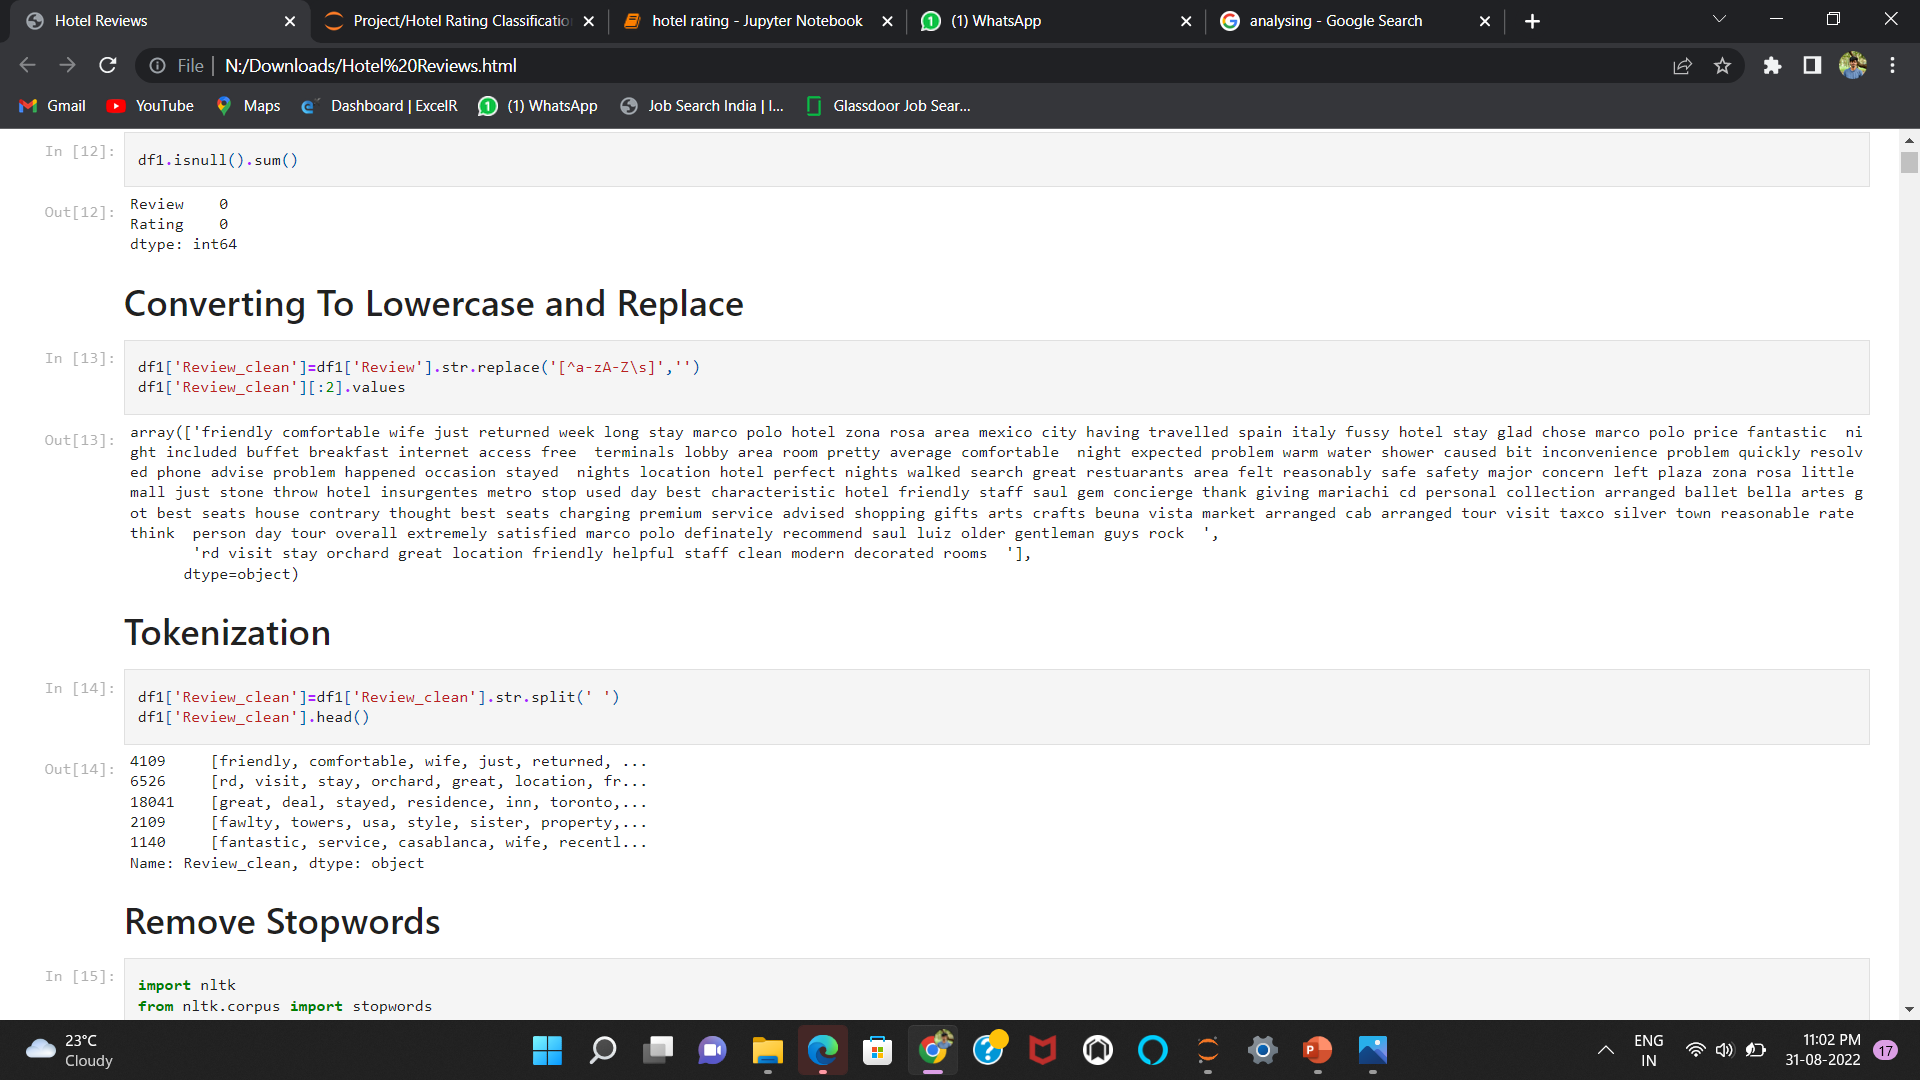 Hotel Reviews
Project/Hotel Rating Classificatio
hotel rating - Jupyter Notebook
(1) WhatsApp
analysing - Google Search
File | N:/Downloads/Hotel%20Reviews.html
Gmail
YouTube
Maps
Dashboard | ExcelR
(1) WhatsApp
Job Search India | I...
Glassdoor Job Sear...
In [12]:
df1.isnull().sum()
Out[12]:
Review    0
Rating    0
dtype: int64
Converting To Lowercase and Replace
In [13]:
df1['Review_clean']=df1['Review'].str.replace('[^a-zA-Z\s]','')
df1['Review_clean'][:2].values
Out[13]:
array(['friendly comfortable wife just returned week long stay marco polo hotel zona rosa area mexico city having travelled spain italy fussy hotel stay glad chose marco polo price fantastic  ni
ght included buffet breakfast internet access free  terminals lobby area room pretty average comfortable  night expected problem warm water shower caused bit inconvenience problem quickly resolv
ed phone advise problem happened occasion stayed  nights location hotel perfect nights walked search great restuarants area felt reasonably safe safety major concern left plaza zona rosa little
mall just stone throw hotel insurgentes metro stop used day best characteristic hotel friendly staff saul gem concierge thank giving mariachi cd personal collection arranged ballet bella artes g
ot best seats house contrary thought best seats charging premium service advised shopping gifts arts crafts beuna vista market arranged cab arranged tour visit taxco silver town reasonable rate
think  person day tour overall extremely satisfied marco polo definately recommend saul luiz older gentleman guys rock  ',
'rd visit stay orchard great location friendly helpful staff clean modern decorated rooms  '],
dtype=object)
Tokenization
In [14]:
df1['Review_clean']=df1['Review_clean'].str.split(' ')
df1['Review_clean'].head()
Out[14]:
4109     [friendly, comfortable, wife, just, returned, ...
6526     [rd, visit, stay, orchard, great, location, fr...
18041    [great, deal, stayed, residence, inn, toronto,...
2109     [fawlty, towers, usa, style, sister, property,...
1140     [fantastic, service, casablanca, wife, recentl...
Name: Review_clean, dtype: object
Remove Stopwords
In [15]:
import nltk
from nltk.corpus import stopwords
23°C
Cloudy
ENG
IN
11:02 PM
31-08-2022
17